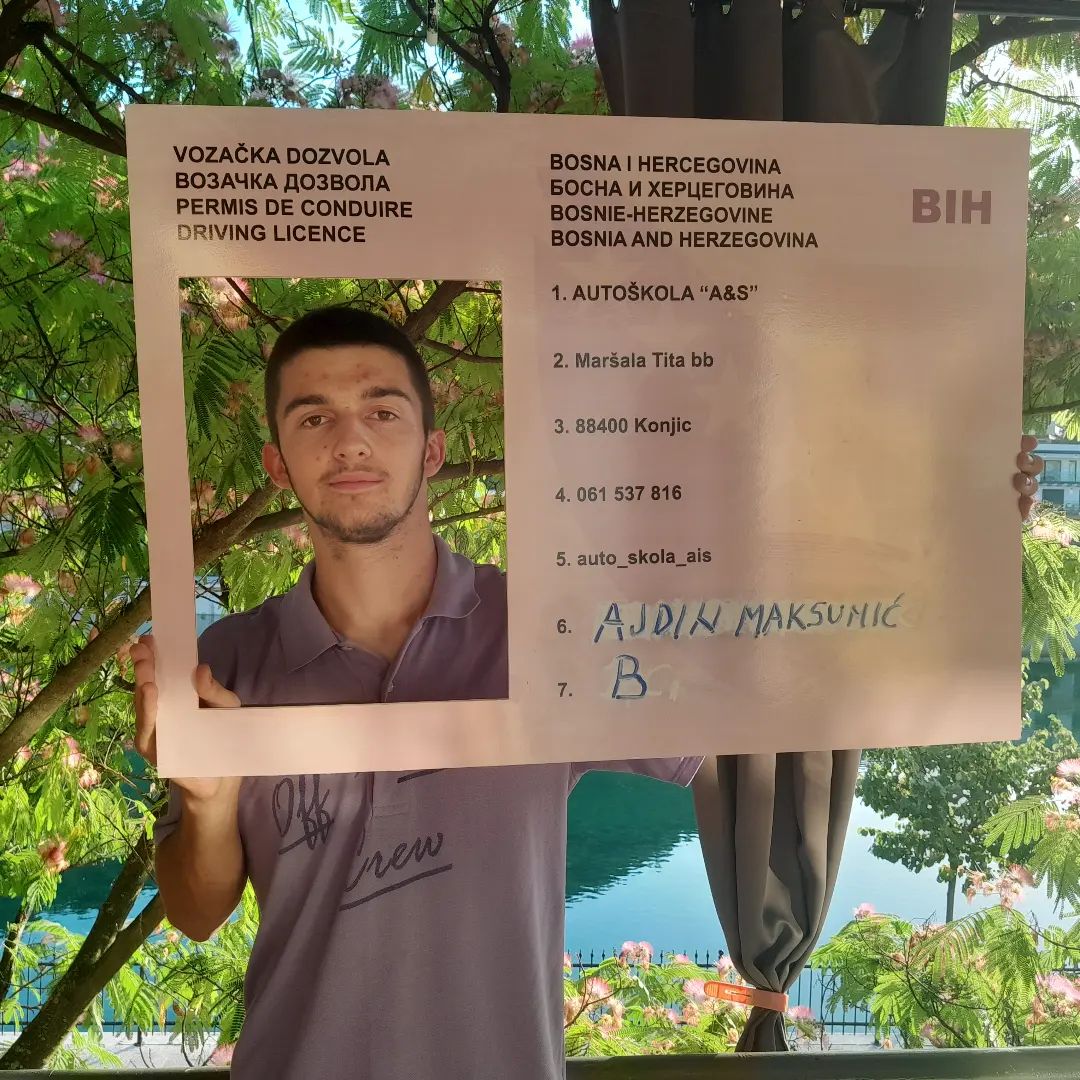 VOZAČKA DOZVOLA
ВОЗАЧКА ДОЗВОЛА
PERMIS DE CONDUIRE
DRIVING LICENCE
BOSNA I HERCEGOVINA
БОСНА И ХЕРЦЕГОВИНА
BOSNIE-HERZEGOVINE
BOSNIA AND HERZEGOVINA
BIH
1. AUTOŠKOLA “A&S”
2. Maršala Tita bb
3. 88400 Konjic
4. 061 537 816
5. auto_skola_ais
6. AJDIN MAKSUMIĆ
7. B
Off
Crew